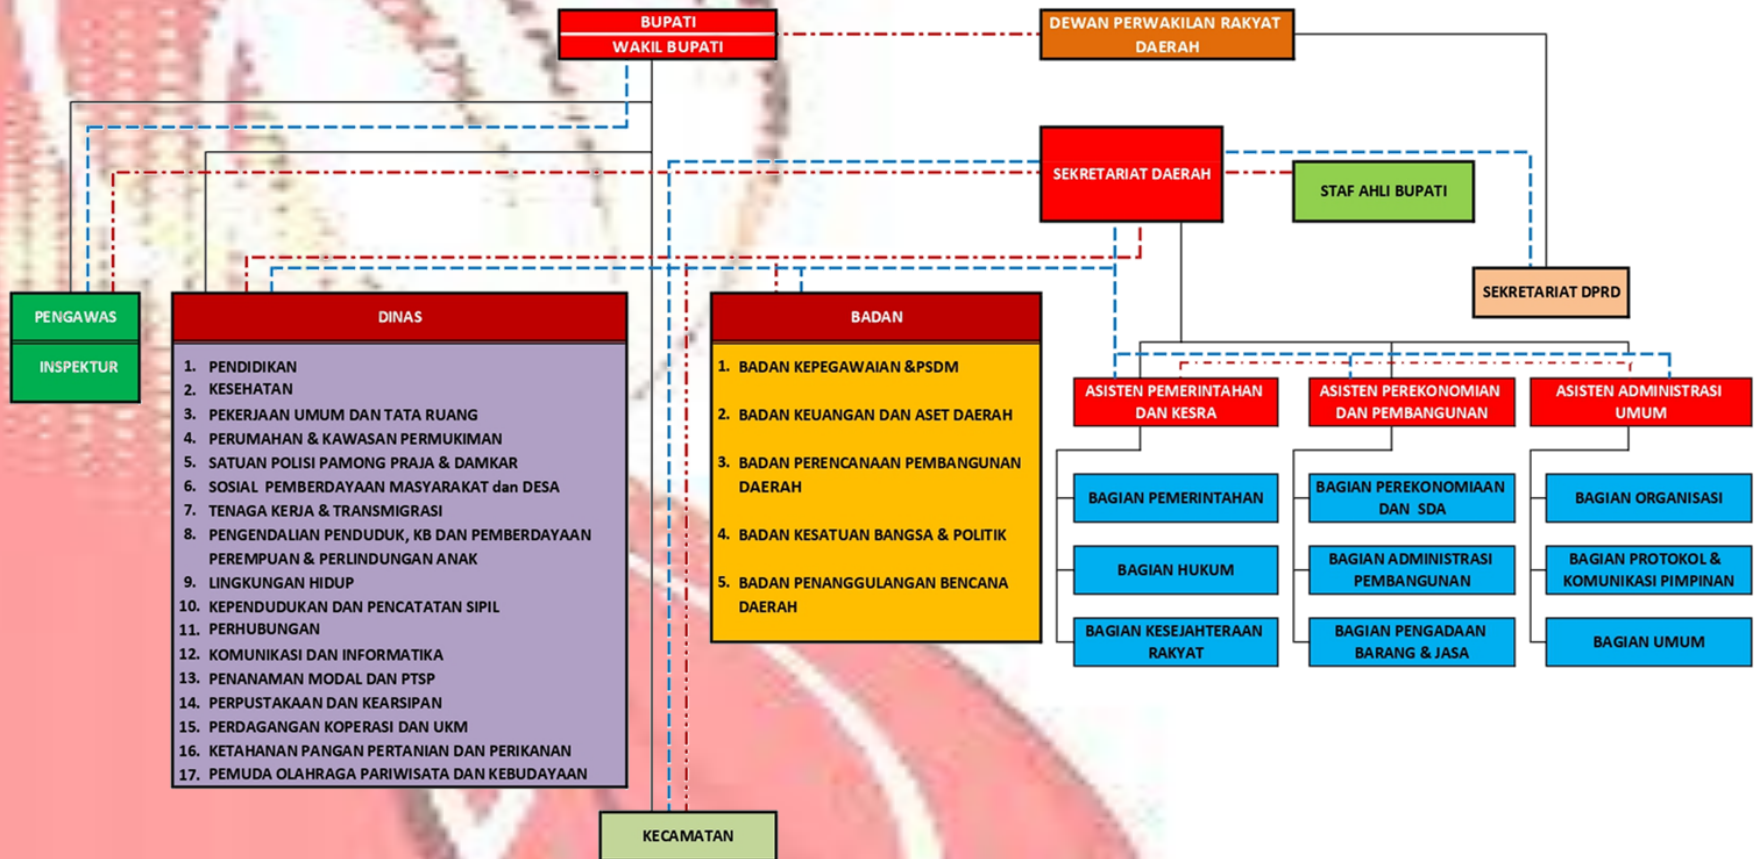 BUPATI
WAKIL BUPATI
DEWAN PERWAKILAN RAKYAT
DAERAH
SEKRETARIAT DAERAH
STAF AHLI BUPATI
SEKRETARIAT DPRD
PENGAWAS
INSPEKTUR
DINAS
1. PENDIDIKAN
2. KESEHATAN
3. PEKERJAAN UMUM DAN TATA RUANG
4. PERUMAHAN & KAWASAN PERMUKIMAN
5. SATUAN POLISI PAMONG PRAJA & DAMKAR
6. SOSIAL PEMBERDAYAAN MASYARAKAT dan DESA
7. TENAGA KERJA & TRANSMIGRASI
8. PENGENDALIAN PENDUDUK, KB DAN PEMBERDAYAAN
PEREMPUAN & PERLINDUNGAN ANAK
9. LINGKUNGAN HIDUP
10. KEPENDUDUKAN DAN PENCATATAN SIPIL
11. PERHUBUNGAN
12. KOMUNIKASI DAN INFORMATIKA
13. PENANAMAN MODAL DAN PTSP
14. PERPUSTAKAAN DAN KEARSIPAN
15. PERDAGANGAN KOPERASI DAN UKM
16. KETAHANAN PANGAN PERTANIAN DAN PERIKANAN
17. PEMUDA OLAHRAGA PARIWISATA DAN KEBUDAYAAN
BADAN
1. BADAN KEPEGAWAIAN &PSDM
2. BADAN KEUANGAN DAN ASET DAERAH
3. BADAN PERENCANAAN PEMBANGUNAN
DAERAH
4. BADAN KESATUAN BANGSA & POLITIK
5. BADAN PENANGGULANGAN BENCANA
DAERAH
ASISTEN PEMERINTAHAN
DAN KESRA
BAGIAN PEMERINTAHAN
BAGIAN HUKUM
BAGIAN KESEJAHTERAAN
RAKYAT
ASISTEN PEREKONOMIAN
DAN PEMBANGUNAN
BAGIAN PEREKONOMIAAN
DAN SDA
BAGIAN ADMINISTRASI
PEMBANGUNAN
BAGIAN PENGADAAN
BARANG & JASA
ASISTEN ADMINISTRASI
UMUM
BAGIAN ORGANISASI
BAGIAN PROTOKOL &
KOMUNIKASI PIMPINAN
BAGIAN UMUM
KECAMATAN